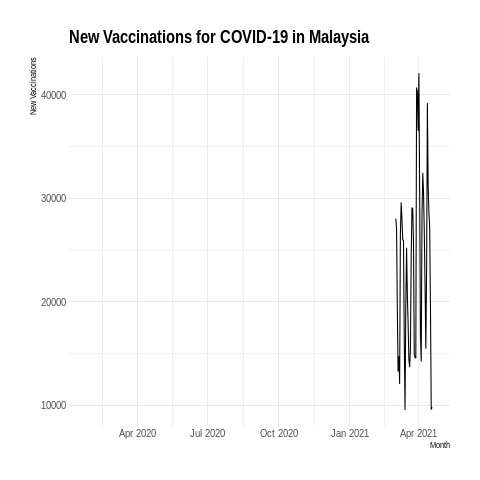 New Vaccinations for COVID-19 in Malaysia
New Vaccinations
40000
30000
20000
10000
Apr 2020 Jul 2020 Oct 2020 Jan 2021 Apr 2021
Month